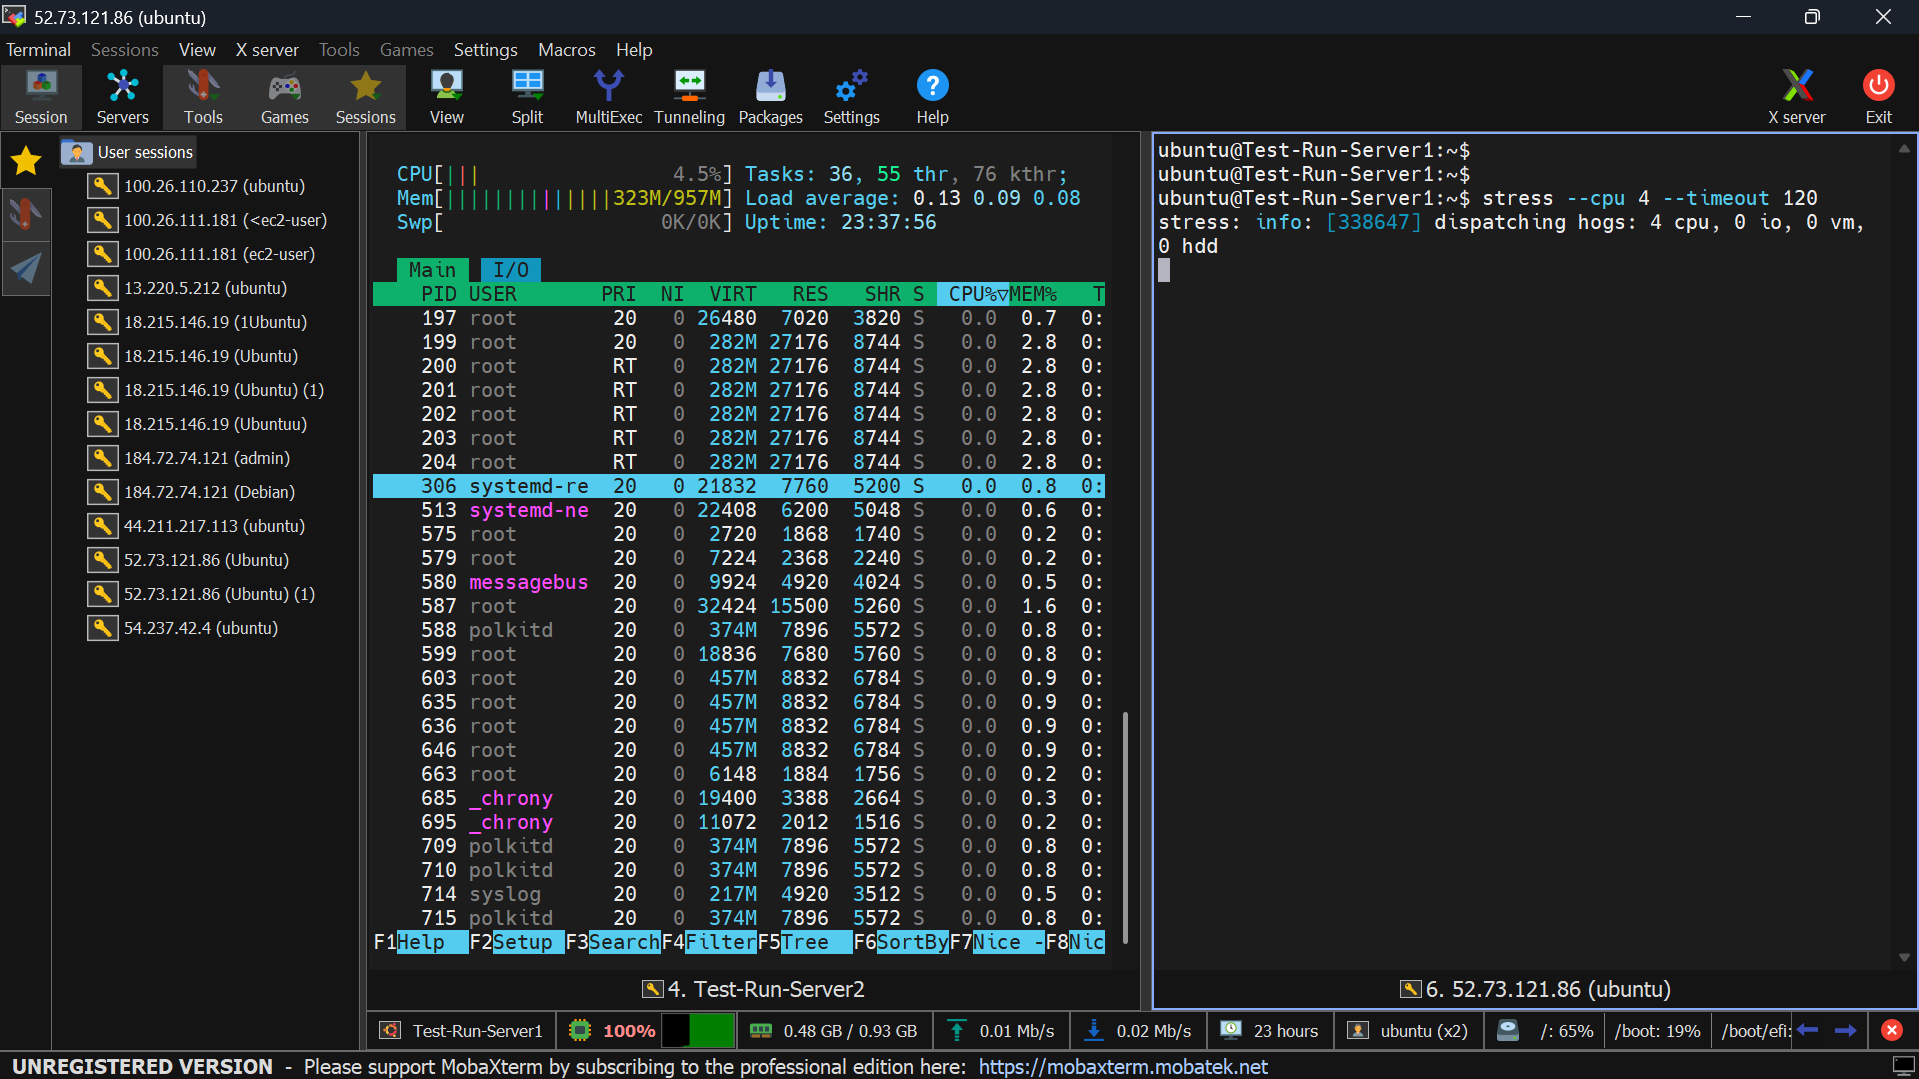 52.73.121.86 (ubuntu)
Terminal Sessions View X server Tools Games Settings Macros Help
Session Servers Tools Games Sessions View Split MultiExec Tunneling Packages Settings Help X server Exit
User sessions
100.26.110.237 (ubuntu)
100.26.111.181 (<ec2-user)
100.26.111.181 (ec2-user)
13.220.5.212 (ubuntu)
18.215.146.19 (1Ubuntu)
18.215.146.19 (Ubuntu)
18.215.146.19 (Ubuntu) (1)
18.215.146.19 (Ubuntuu)
184.72.74.121 (admin)
184.72.74.121 (Debian)
44.211.217.113 (ubuntu)
52.73.121.86 (Ubuntu)
52.73.121.86 (Ubuntu) (1)
54.237.42.4 (ubuntu)
CPU[||| 4.5%] Tasks: 36, 55 thr, 76 kthr;
Mem[||||||||||||||323M/957M] Load average: 0.13 0.09 0.08
Swp[ 0K/0K] Uptime: 23:37:56
Main I/O
PID USER PRI NI VIRT RES SHR S CPU%▽MEM% T
197 root 20 0 26480 7020 3820 S 0.0 0.7 0:
199 root 20 0 282M 27176 8744 S 0.0 2.8 0:
200 root RT 0 282M 27176 8744 S 0.0 2.8 0:
201 root RT 0 282M 27176 8744 S 0.0 2.8 0:
202 root RT 0 282M 27176 8744 S 0.0 2.8 0:
203 root RT 0 282M 27176 8744 S 0.0 2.8 0:
204 root RT 0 282M 27176 8744 S 0.0 2.8 0:
306 systemd-re 20 0 21832 7760 5200 S 0.0 0.8 0:
513 systemd-ne 20 0 22408 6200 5048 S 0.0 0.6 0:
575 root 20 0 2720 1868 1740 S 0.0 0.2 0:
579 root 20 0 7224 2368 2240 S 0.0 0.2 0:
580 messagebus 20 0 9924 4920 4024 S 0.0 0.5 0:
587 root 20 0 32424 15500 5260 S 0.0 1.6 0:
588 polkitd 20 0 374M 7896 5572 S 0.0 0.8 0:
599 root 20 0 18836 7680 5760 S 0.0 0.8 0:
603 root 20 0 457M 8832 6784 S 0.0 0.9 0:
635 root 20 0 457M 8832 6784 S 0.0 0.9 0:
636 root 20 0 457M 8832 6784 S 0.0 0.9 0:
646 root 20 0 457M 8832 6784 S 0.0 0.9 0:
663 root 20 0 6148 1884 1756 S 0.0 0.2 0:
685 _chrony 20 0 19400 3388 2664 S 0.0 0.3 0:
695 _chrony 20 0 11072 2012 1516 S 0.0 0.2 0:
709 polkitd 20 0 374M 7896 5572 S 0.0 0.8 0:
710 polkitd 20 0 374M 7896 5572 S 0.0 0.8 0:
714 syslog 20 0 217M 4920 3512 S 0.0 0.5 0:
715 polkitd 20 0 374M 7896 5572 S 0.0 0.8 0:
F1Help F2Setup F3SearchF4FilterF5Tree F6SortByF7Nice -F8Nic
4. Test-Run-Server2
ubuntu@Test-Run-Server1:~$
ubuntu@Test-Run-Server1:~$
ubuntu@Test-Run-Server1:~$ stress --cpu 4 --timeout 120
stress: info: [338647] dispatching hogs: 4 cpu, 0 io, 0 vm,
0 hdd
6. 52.73.121.86 (ubuntu)
Test-Run-Server1 100% 0.48 GB / 0.93 GB 0.01 Mb/s 0.02 Mb/s 23 hours ubuntu (x2) /: 65% /boot: 19% /boot/efi:
UNREGISTERED VERSION - Please support MobaXterm by subscribing to the professional edition here: https://mobaxterm.mobatek.net